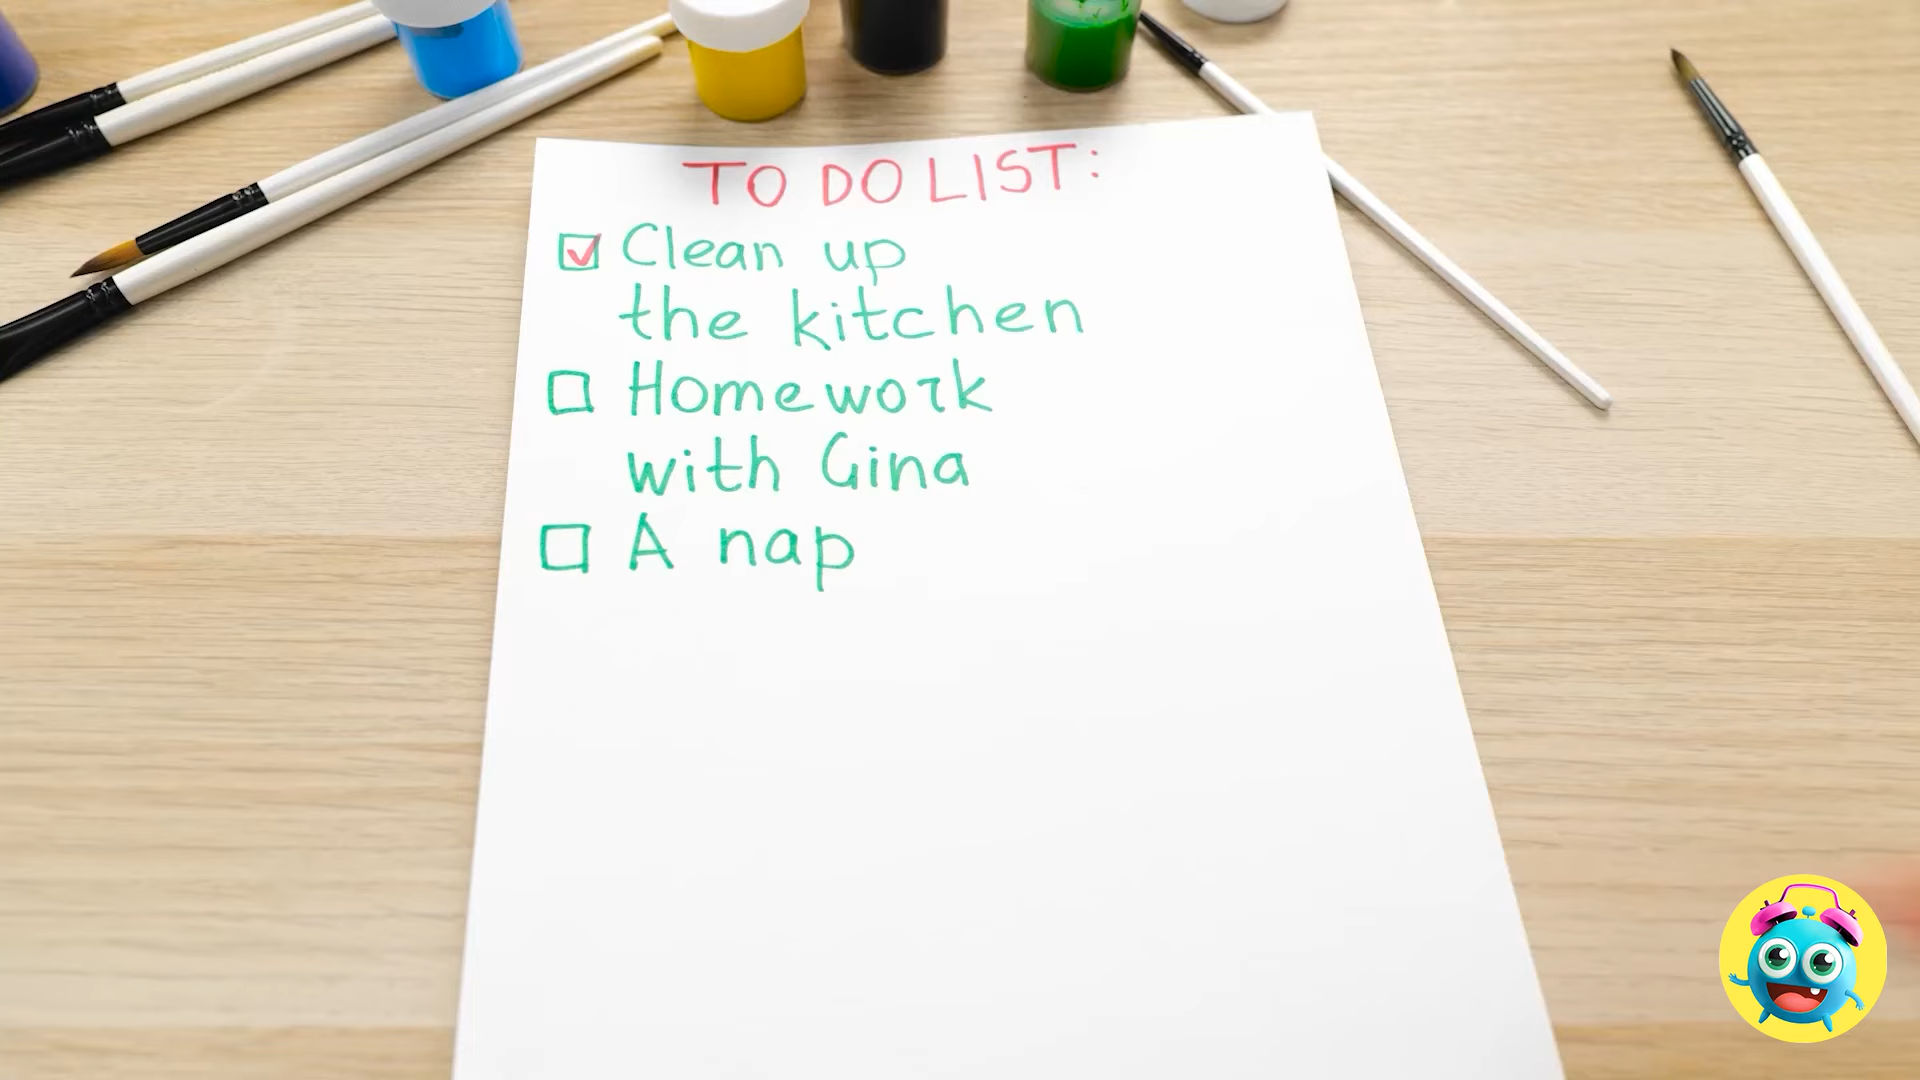 TO DO LIST:
Clean up
the kitchen
Homework
with Gina
A nap